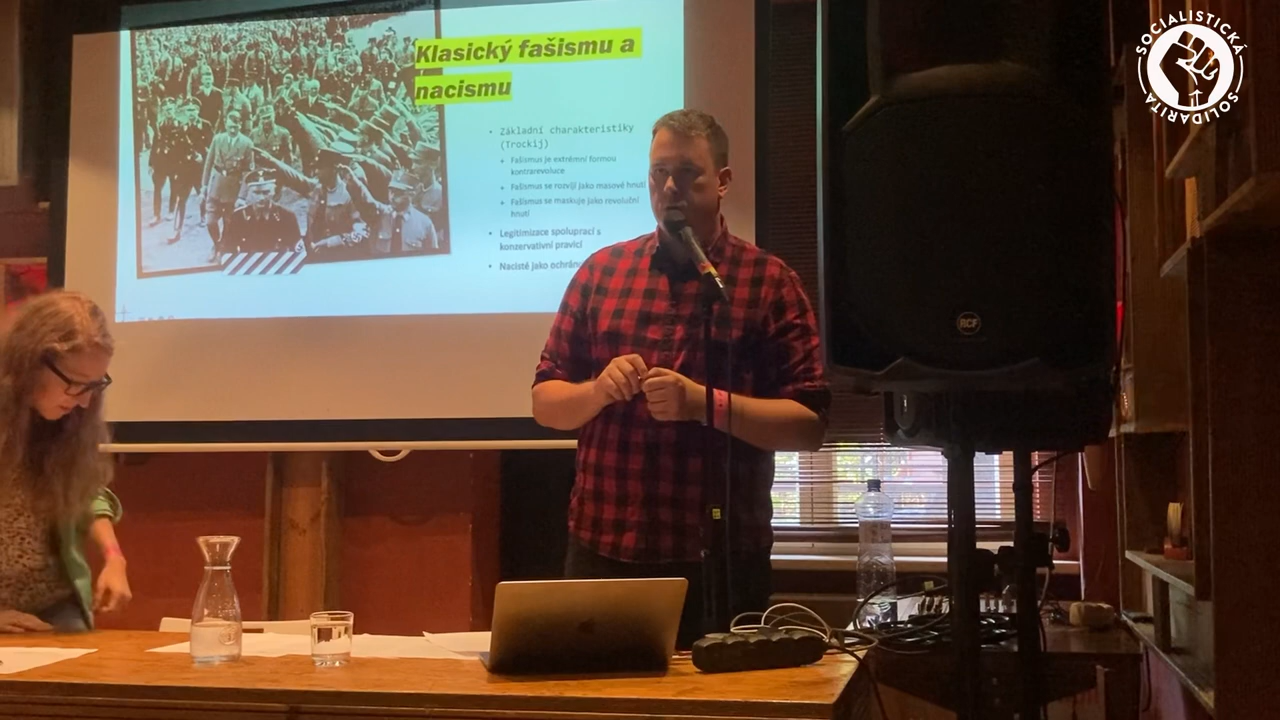 Klasický fašismu a
nacismu
Základní charakteristiky
(Trockij)
Fašismus je extrémní formou
kontrarevoluce
Fašismus se rozvíjí jako masové hnutí
Fašismus se maskuje jako revoluční
hnutí
Legitimizace spoluprací s
konzervativní pravicí
Nacisté jako
SOCIALISTICKÁ
SOLIDARITA
RCF